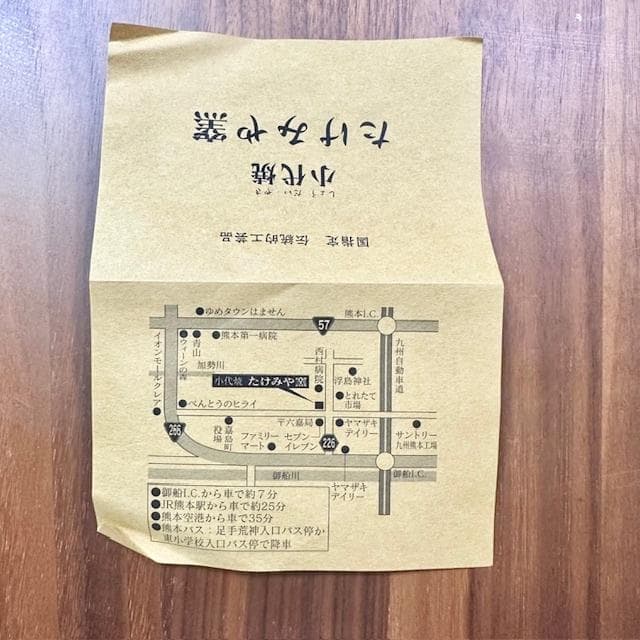 国指定 伝統的工芸品
しょうだいやき
小代焼
たけみや窯
●ゆめタウンはません
57
熊本I.C.
●熊本第一病院
青山
ウィーンの森
イオンモールクレア
加勢川
西村病院
浮島神社
九州自動車道
小代焼 たけみや窯
とれたて
市場
●べんとうのヒライ
266
嘉島町
役場
〒六嘉局
ヤマザキ
デイリー
サントリー
九州熊本工場
ファミリー
マート
セブン
イレブン
226
御船川
御船I.C.
ヤマザキ
デイリー
●御船I.C.から車で約7分
●JR熊本駅から車で約25分
●熊本空港から車で35分
●熊本バス：足手荒神入口バス停か
東小学校入口バス停で降車